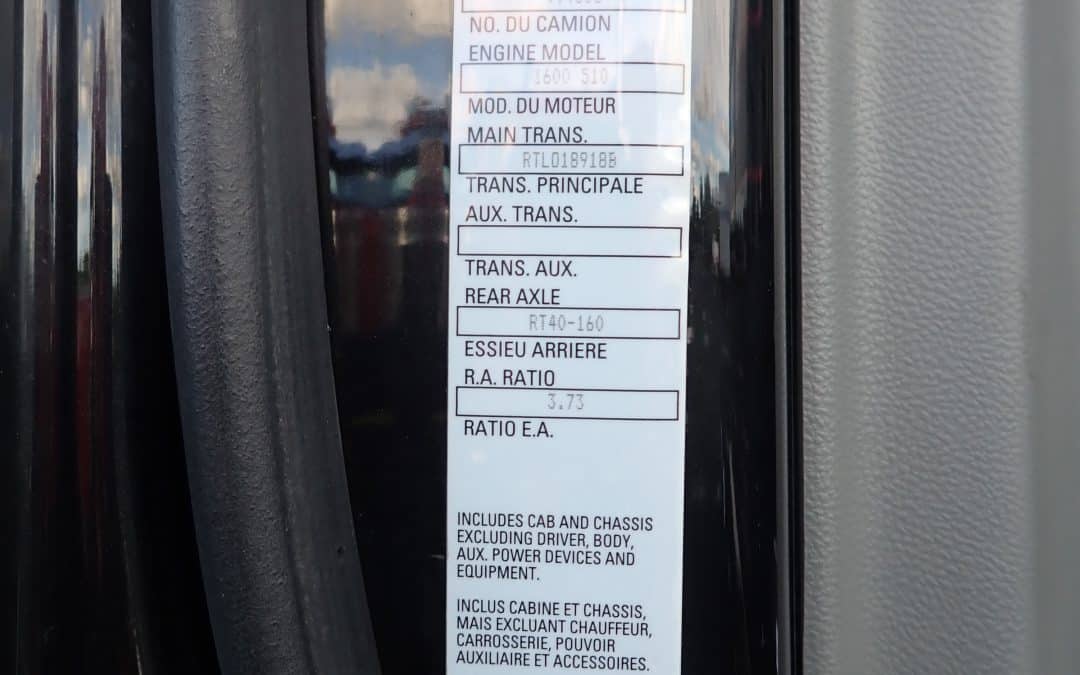 NO. DU CAMION
ENGINE MODEL
1600 510
MOD. DU MOTEUR
MAIN TRANS.
RTLO18918B
TRANS. PRINCIPALE
AUX. TRANS.
TRANS. AUX.
REAR AXLE
RT40-160
ESSIEU ARRIERE
R.A. RATIO
3.73
RATIO E.A.
INCLUDES CAB AND CHASSIS
EXCLUDING DRIVER, BODY,
AUX. POWER DEVICES AND
EQUIPMENT.
INCLUS CABINE ET CHASSIS,
MAIS EXCLUANT CHAUFFEUR,
CARROSSERIE, POUVOIR
AUXILIAIRE ET ACCESSOIRES.